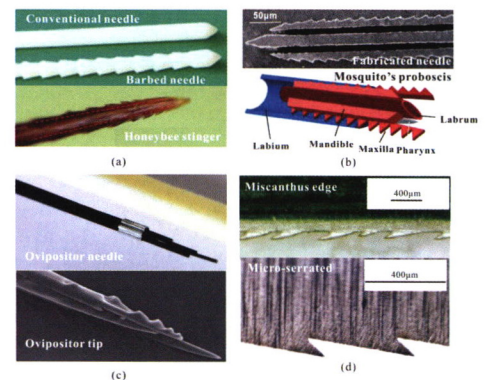 Conventional needle
Barbed needle
Honeybee stinger
(a)
50μm
Fabricated needle
Mosquito's proboscis
Labrum
Labium
Mandible
Maxilla
Pharynx
(b)
Ovipositor needle
Ovipositor tip
(c)
Miscanthus edge
400μm
Micro-serrated
400μm
(d)